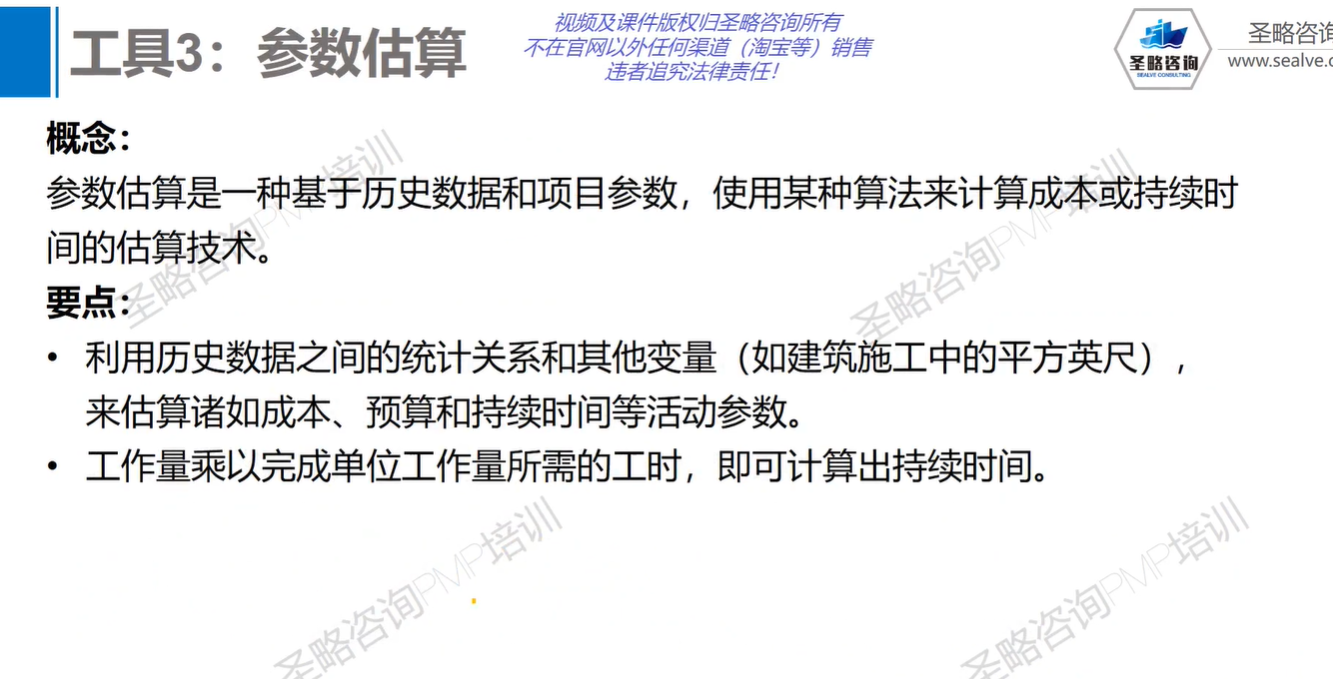 工具3：参数估算
视频及课件版权归圣略咨询所有
不在官网以外任何渠道（淘宝等）销售
违者追究法律责任！
圣略咨询
SEALVE CONSULTING
圣略咨询
www.sealve.c
概念：
参数估算是一种基于历史数据和项目参数，使用某种算法来计算成本或持续时
间的估算技术。
要点：
• 利用历史数据之间的统计关系和其他变量（如建筑施工中的平方英尺），
来估算诸如成本、预算和持续时间等活动参数。
• 工作量乘以完成单位工作量所需的工时，即可计算出持续时间。
圣略咨询PMP培训
圣略咨询PMP培训
圣略咨询PMP培训
圣略咨询PMP培训